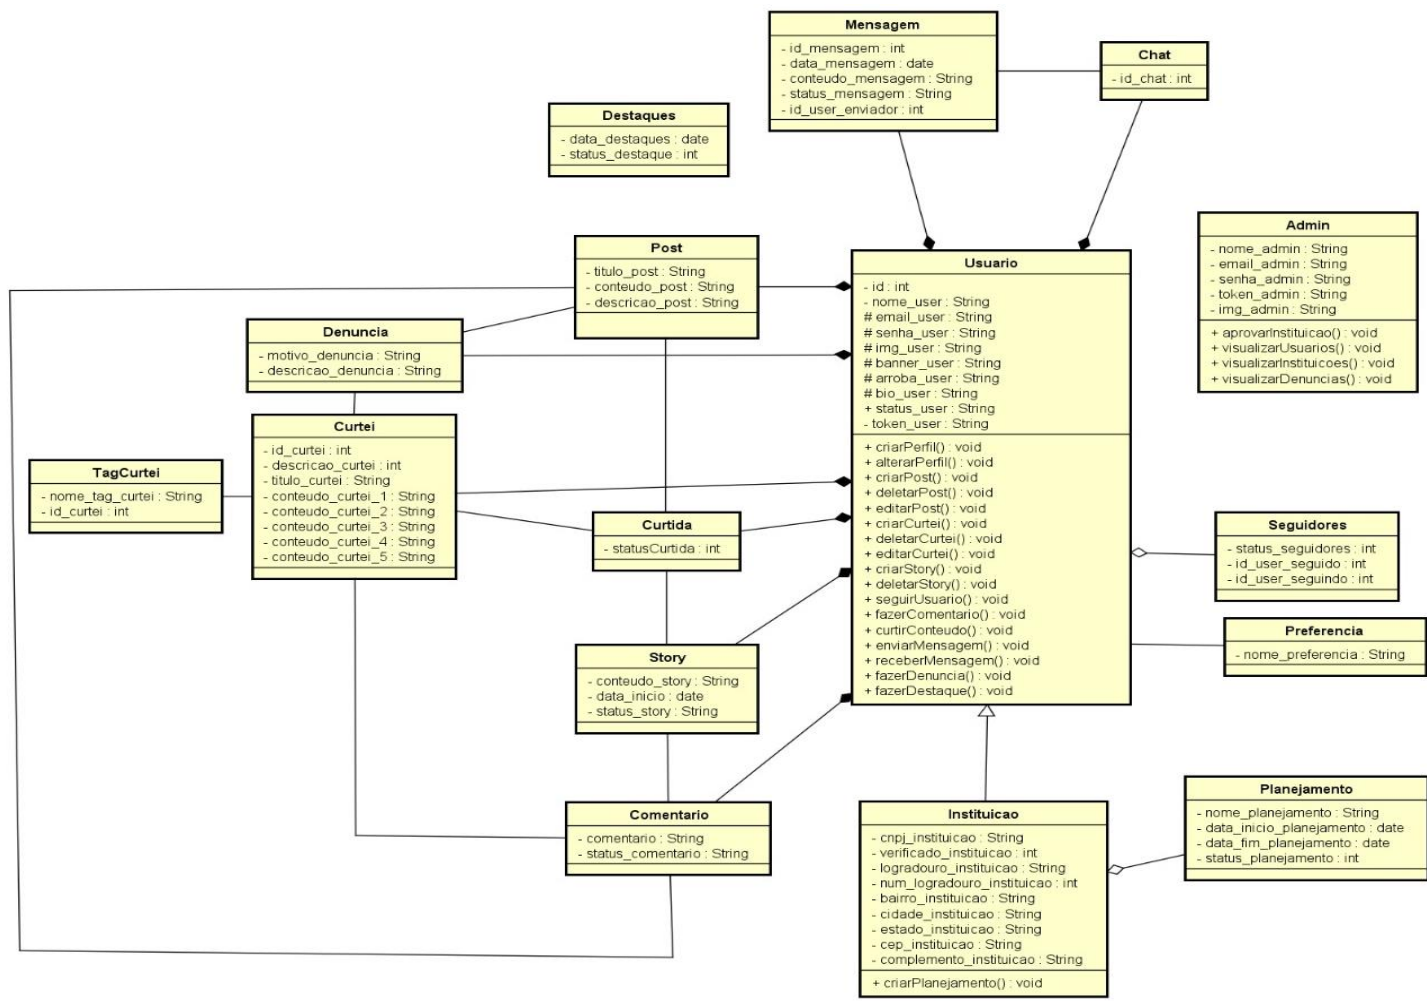 Mensagem
- id_mensagem : int
- data_mensagem : date
- conteudo_mensagem : String
- status_mensagem : String
- id_user_enviador : int
Chat
- id_chat : int
Destaques
- data_destaques : date
- status_destaque : int
Admin
- nome_admin : String
- email_admin : String
- senha_admin : String
- token_admin : String
- img_admin : String
+ aprovarInstituicao() : void
+ visualizarUsuarios() : void
+ visualizarInstituicoes() : void
+ visualizarDenuncias() : void
Post
- titulo_post : String
- conteudo_post : String
- descricao_post : String
Usuario
- id : int
- nome_user : String
# email_user : String
# senha_user : String
# img_user : String
# banner_user : String
# arroba_user : String
# bio_user : String
+ status_user : String
- token_user : String
+ criarPerfil() : void
+ alterarPerfil() : void
+ criarPost() : void
+ deletarPost() : void
+ editarPost() : void
+ criarCurtei() : void
+ deletarCurtei() : void
+ editarCurtei() : void
+ criarStory() : void
+ deletarStory() : void
+ seguirUsuario() : void
+ fazerComentario() : void
+ curtirConteudo() : void
+ enviarMensagem() : void
+ receberMensagem() : void
+ fazerDenuncia() : void
+ fazerDestaque() : void
Denuncia
- motivo_denuncia : String
- descricao_denuncia : String
Curtei
- id_curtei : int
- descricao_curtei : int
- titulo_curtei : String
- conteudo_curtei_1 : String
- conteudo_curtei_2 : String
- conteudo_curtei_3 : String
- conteudo_curtei_4 : String
- conteudo_curtei_5 : String
TagCurtei
- nome_tag_curtei : String
- id_curtei : int
Curtida
- statusCurtida : int
Seguidores
- status_seguidores : int
- id_user_seguido : int
- id_user_seguindo : int
Preferencia
- nome_preferencia : String
Story
- conteudo_story : String
- data_inicio : date
- status_story : String
Comentario
- comentario : String
- status_comentario : String
Instituicao
- cnpj_instituicao : String
- verificado_instituicao : int
- logradouro_instituicao : String
- num_logradouro_instituicao : int
- bairro_instituicao : String
- cidade_instituicao : String
- estado_instituicao : String
- cep_instituicao : String
- complemento_instituicao : String
+ criarPlanejamento() : void
Planejamento
- nome_planejamento : String
- data_inicio_planejamento : date
- data_fim_planejamento : date
- status_planejamento : int